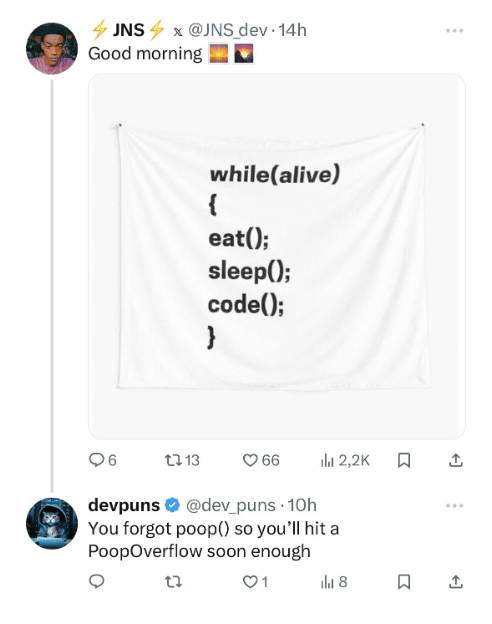 ⚡ JNS ⚡ x @JNS_dev · 14h
Good morning 🌅 🌄
while(alive)
{
eat();
sleep();
code();
}
6 13 66 2,2K
devpuns @dev_puns · 10h
You forgot poop() so you'll hit a
PoopOverflow soon enough
1 8